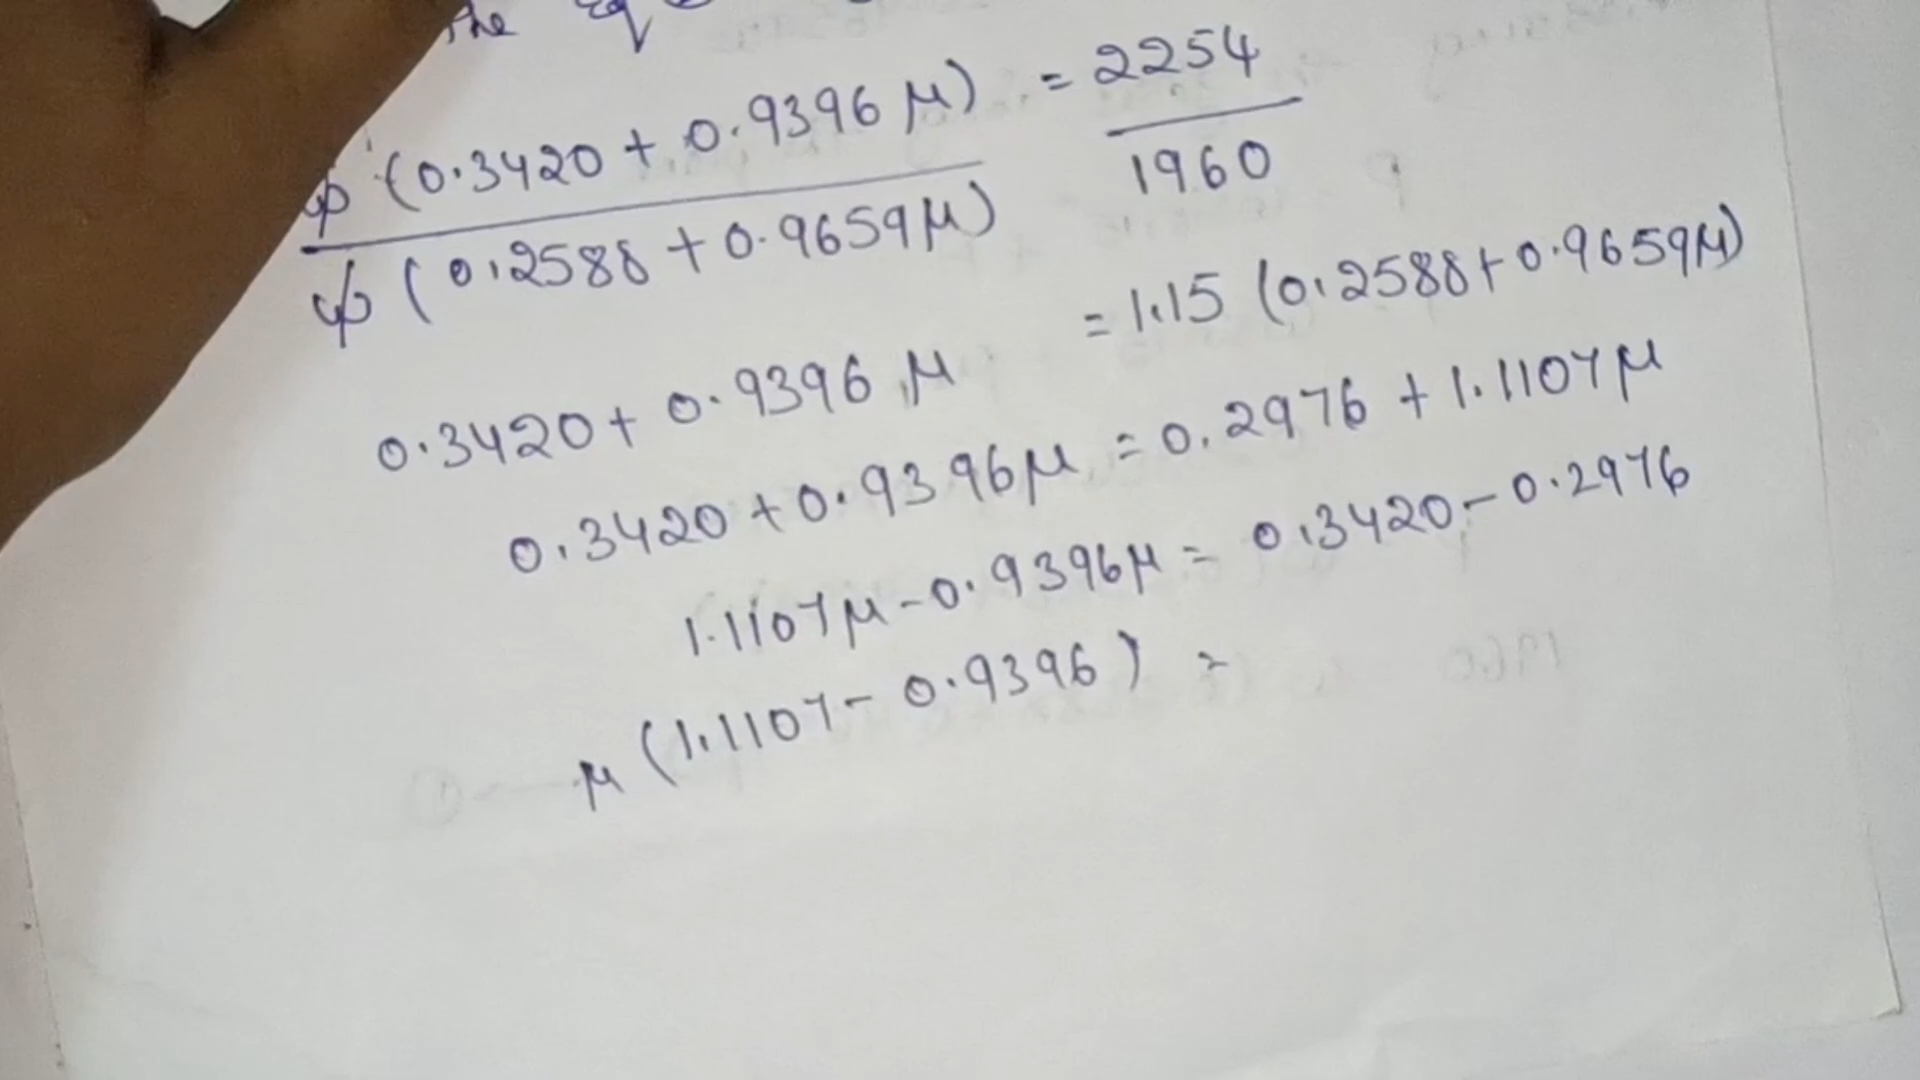 the Eq
φ (0.3420 + 0.9396 μ) = 2254
φ (0.2588 + 0.9659μ) 1960
0.3420 + 0.9396 μ = 1.15 (0.2588 + 0.9659μ)
0.3420 + 0.9396μ = 0.2976 + 1.1107μ
1.1107μ - 0.9396μ = 0.3420 - 0.2976
μ (1.1107 - 0.9396) =